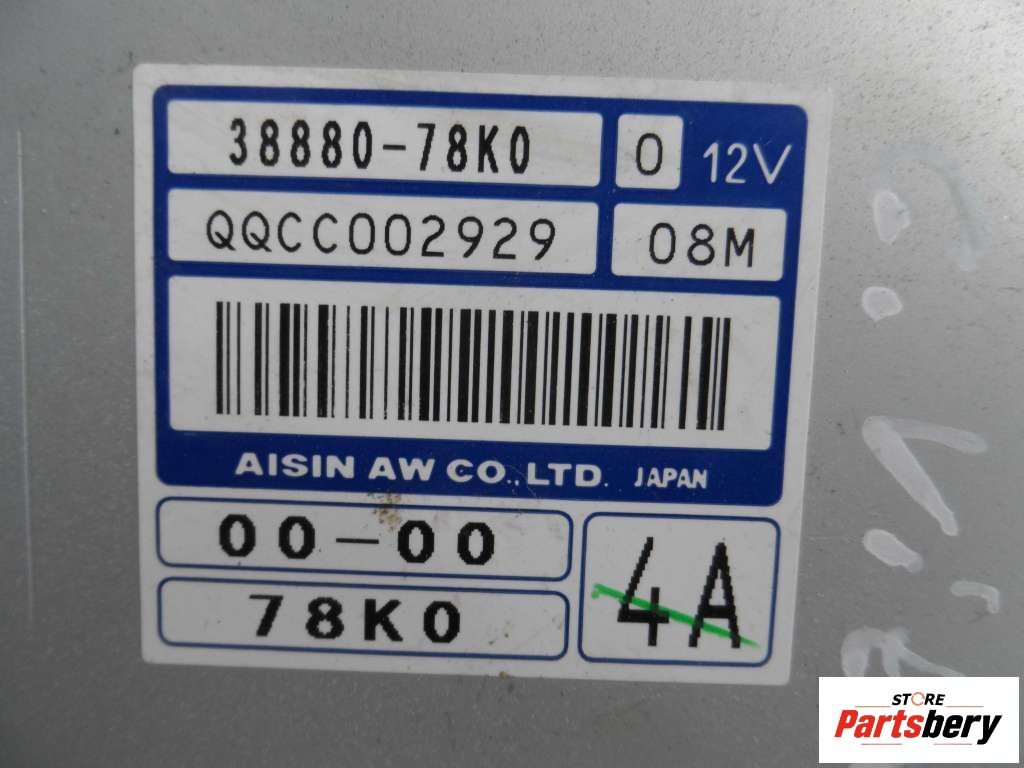 38880-78K0 0 12V
QQCC002929 08M
AISIN AW CO.,LTD. JAPAN
00-00
78K0
4A
STORE
Partsbery